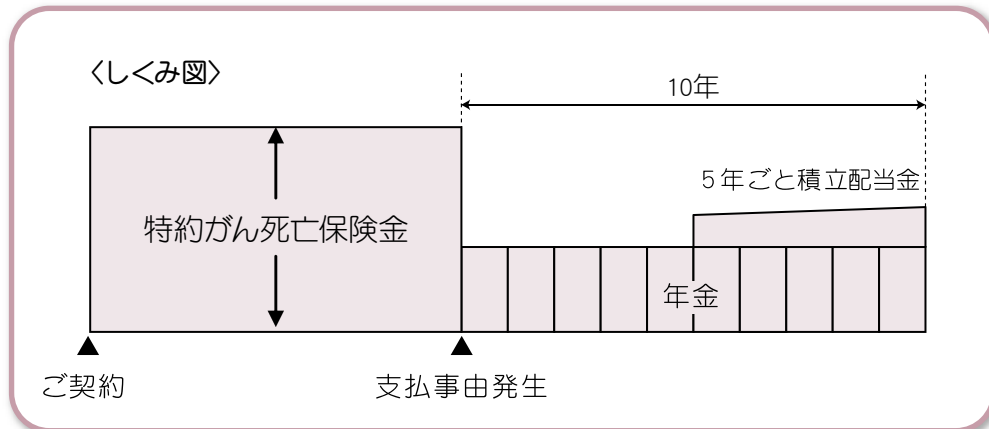 〈しくみ図〉
10年
5年ごと積立配当金
特約がん死亡保険金
年金
ご契約
支払事由発生